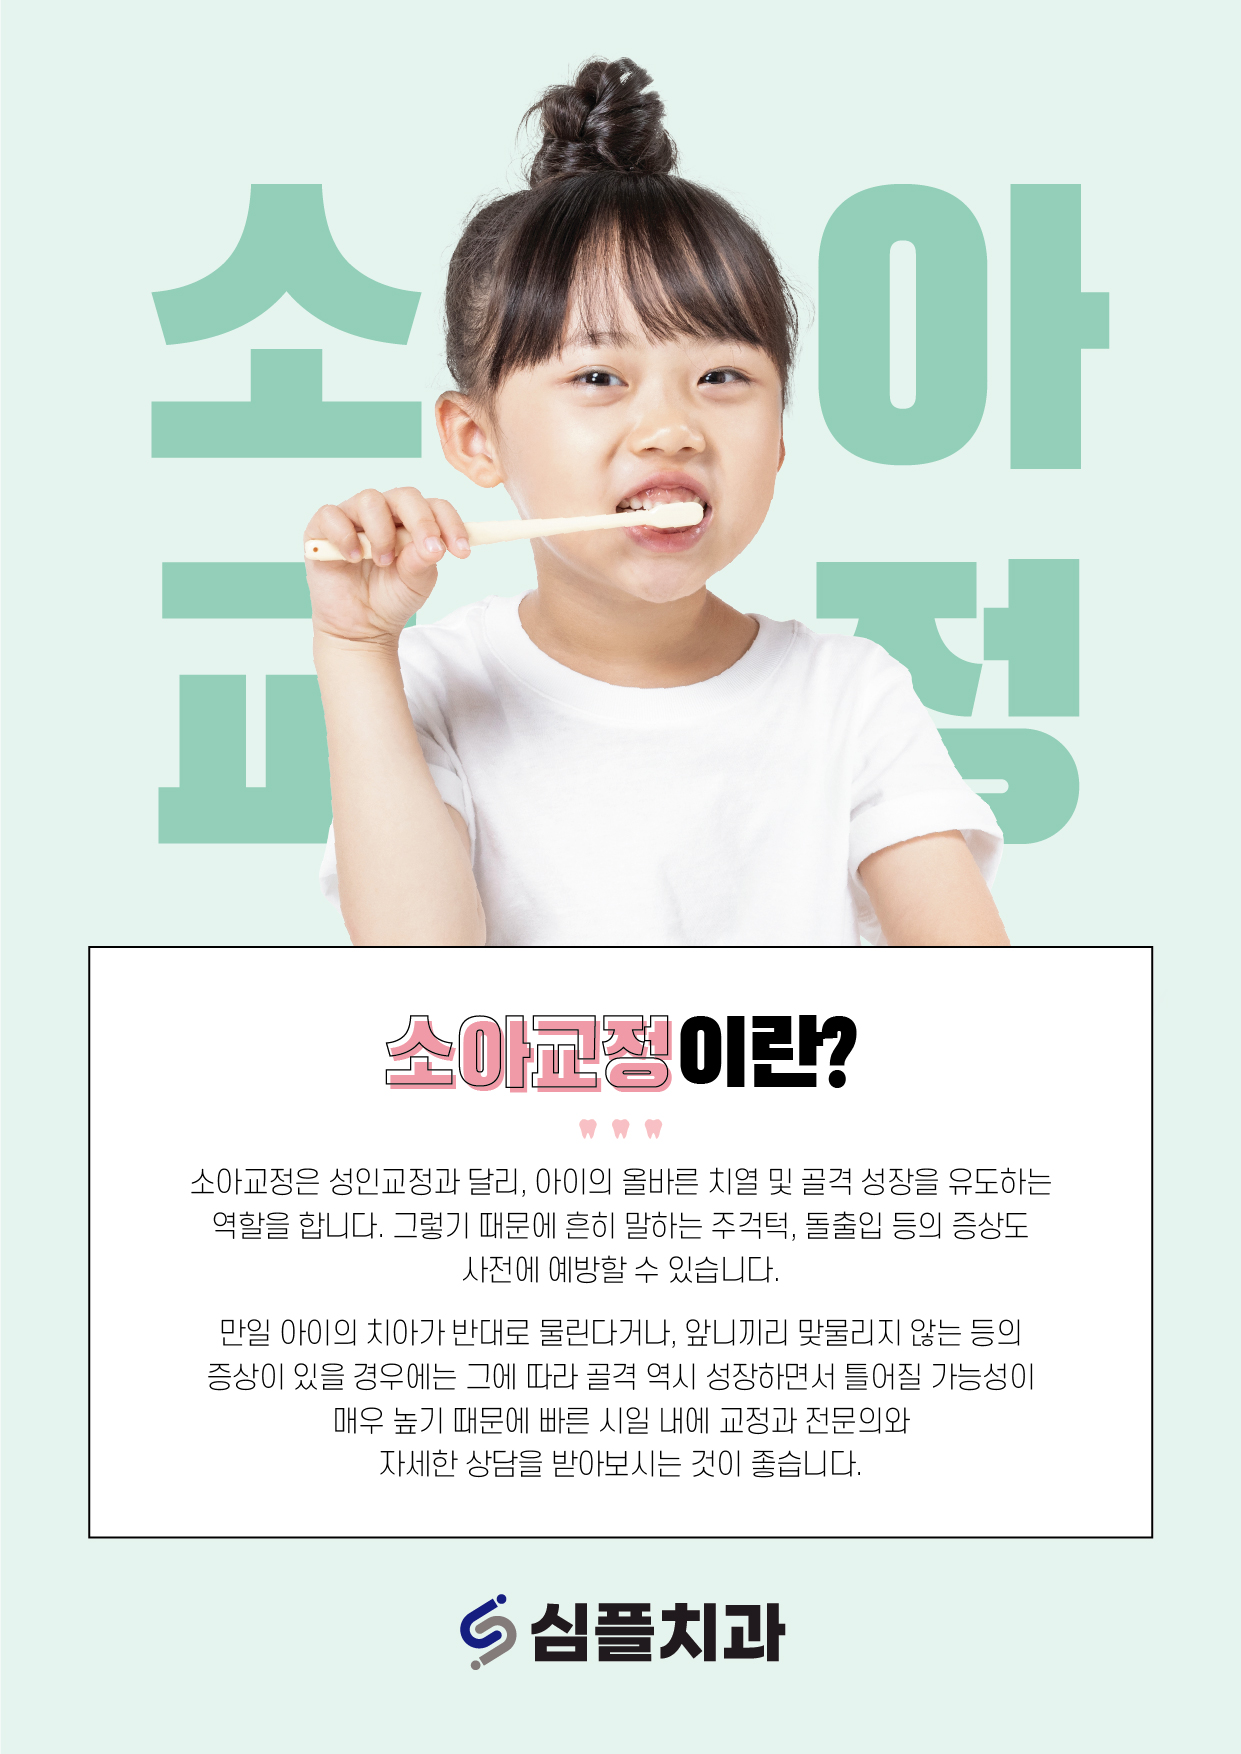 소아
교정
소아교정이란?
소아교정은 성인교정과 달리, 아이의 올바른 치열 및 골격 성장을 유도하는
역할을 합니다. 그렇기 때문에 흔히 말하는 주걱턱, 돌출입 등의 증상도
사전에 예방할 수 있습니다.
만일 아이의 치아가 반대로 물린다거나, 앞니끼리 맞물리지 않는 등의
증상이 있을 경우에는 그에 따라 골격 역시 성장하면서 틀어질 가능성이
매우 높기 때문에 빠른 시일 내에 교정과 전문의와
자세한 상담을 받아보시는 것이 좋습니다.
심플치과